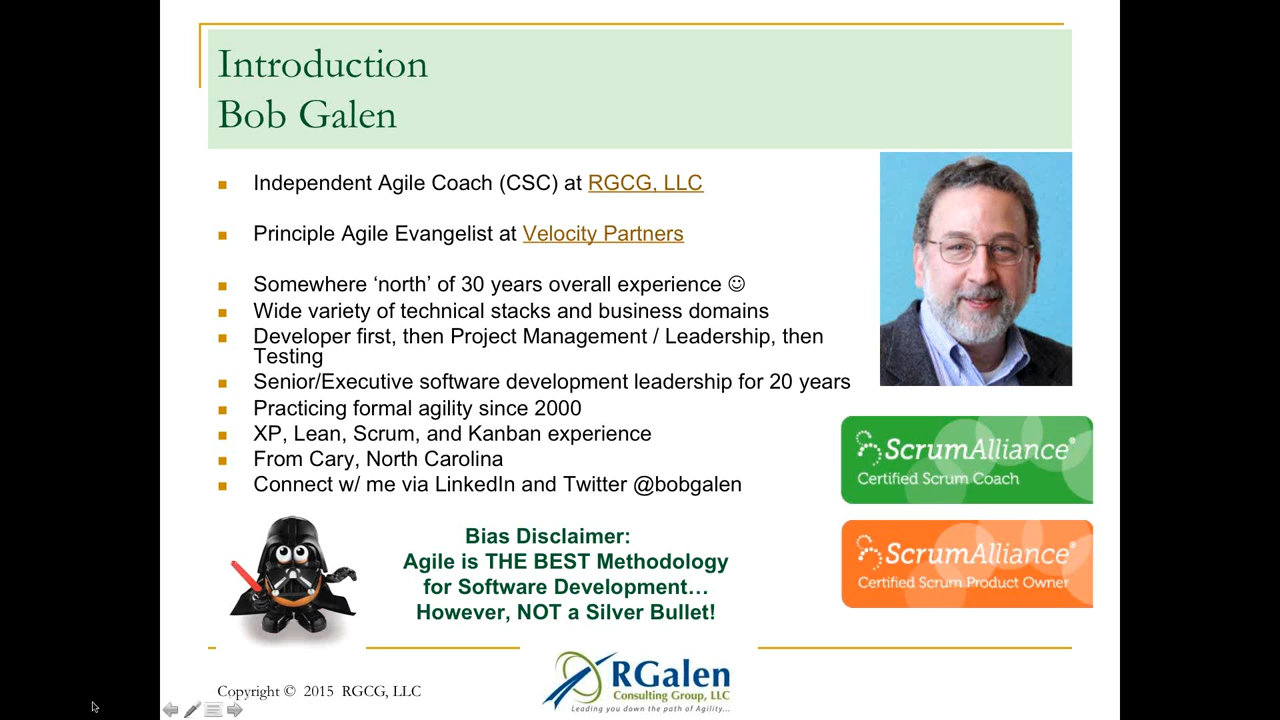 Introduction
Bob Galen
Independent Agile Coach (CSC) at RGCG, LLC
Principle Agile Evangelist at Velocity Partners
Somewhere ‘north’ of 30 years overall experience ☺
Wide variety of technical stacks and business domains
Developer first, then Project Management / Leadership, then
Testing
Senior/Executive software development leadership for 20 years
Practicing formal agility since 2000
XP, Lean, Scrum, and Kanban experience
From Cary, North Carolina
Connect w/ me via LinkedIn and Twitter @bobgalen
ScrumAlliance®
Certified Scrum Coach
ScrumAlliance®
Certified Scrum Product Owner
Bias Disclaimer:
Agile is THE BEST Methodology
for Software Development…
However, NOT a Silver Bullet!
Copyright © 2015 RGCG, LLC
RGalen
Consulting Group, LLC
Leading you down the path of Agility...